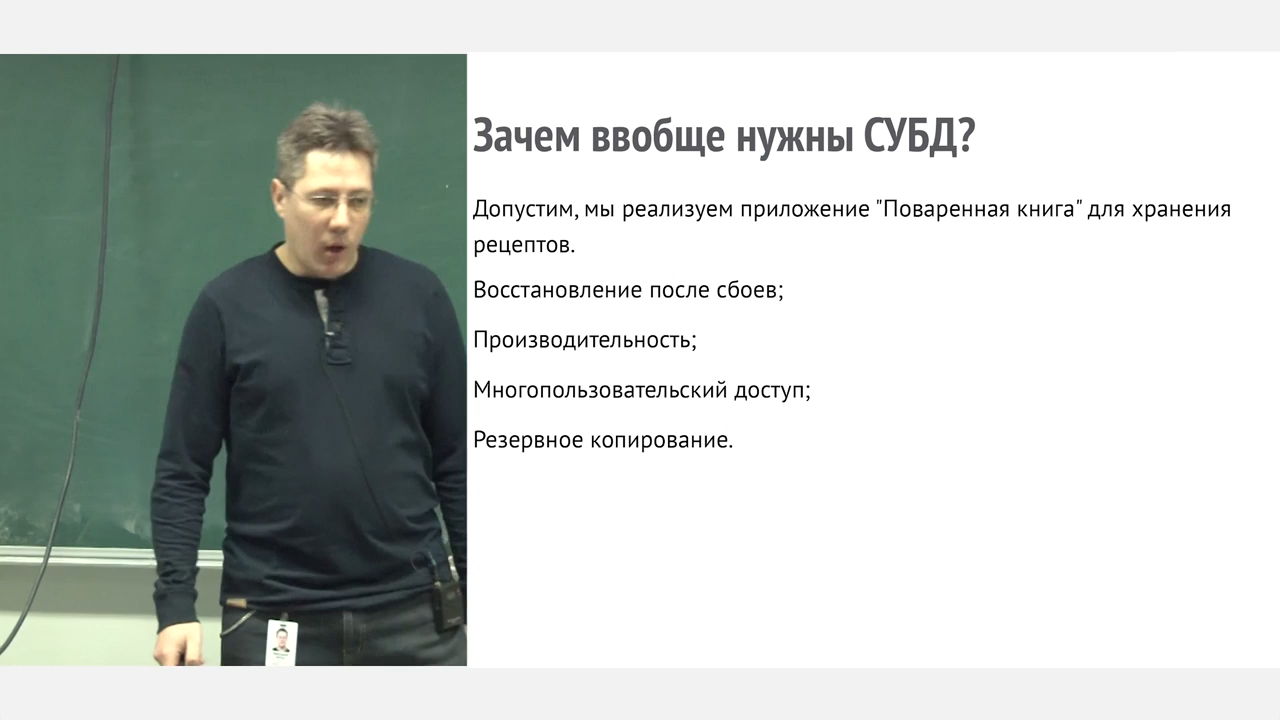 Зачем ввобще нужны СУБД?
Допустим, мы реализуем приложение "Поваренная книга" для хранения
рецептов.
Восстановление после сбоев;
Производительность;
Многопользовательский доступ;
Резервное копирование.